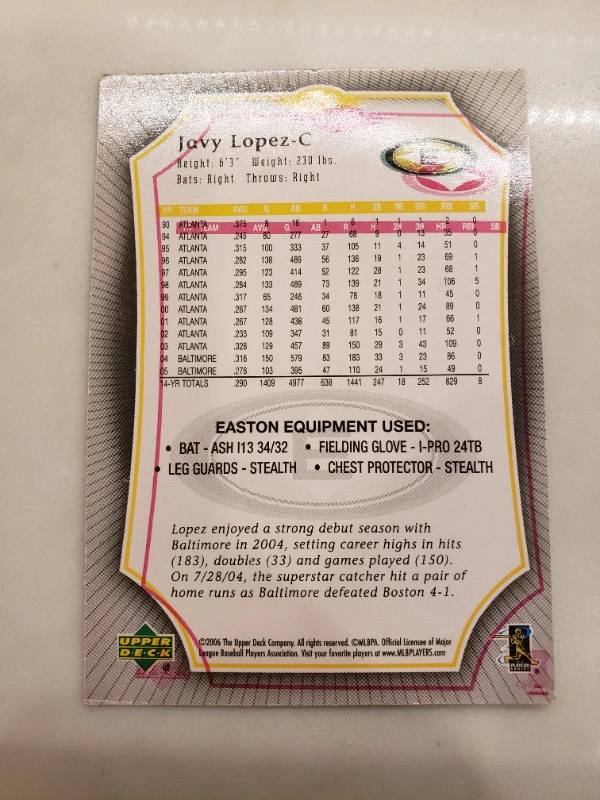 Javy Lopez-C
Height: 6'3" Weight: 230 lbs.
Bats: Right Throws: Right
YR TEAM AVG G AB R H 2B 3B HR RBI SB
93 ATLANTA .375 8 16 1 6 1 1 1 2 0
TEAM AVG G AB R H 2B 3B HR RBI SB
94 ATLANTA .245 80 277 27 68 9 0 13 35 0
95 ATLANTA .315 100 333 37 105 11 4 14 51 0
96 ATLANTA .282 138 489 56 138 19 1 23 69 1
97 ATLANTA .295 123 414 52 122 28 1 23 68 1
98 ATLANTA .284 133 489 73 139 21 1 34 106 5
99 ATLANTA .317 65 246 34 78 18 1 11 45 0
00 ATLANTA .287 134 481 60 138 21 1 24 89 0
01 ATLANTA .267 128 438 45 117 16 1 17 66 1
02 ATLANTA .233 109 347 31 81 15 0 11 52 0
03 ATLANTA .328 129 457 89 150 29 3 43 109 0
04 BALTIMORE .316 150 579 83 183 33 3 23 86 0
05 BALTIMORE .278 103 395 47 110 24 1 15 49 0
14-YR TOTALS .290 1409 4977 638 1441 247 18 252 829 8
EASTON EQUIPMENT USED:
• BAT - ASH I13 34/32 • FIELDING GLOVE - I-PRO 24TB
• LEG GUARDS - STEALTH • CHEST PROTECTOR - STEALTH
Lopez enjoyed a strong debut season with
Baltimore in 2004, setting career highs in hits
(183), doubles (33) and games played (150).
On 7/28/04, the superstar catcher hit a pair of
home runs as Baltimore defeated Boston 4-1.
©2006 The Upper Deck Company. All rights reserved. ©MLBPA. Official Licensee of Major
League Baseball Players Association. Visit your favorite players at www.MLBPLAYERS.com.
UPPER
DECK